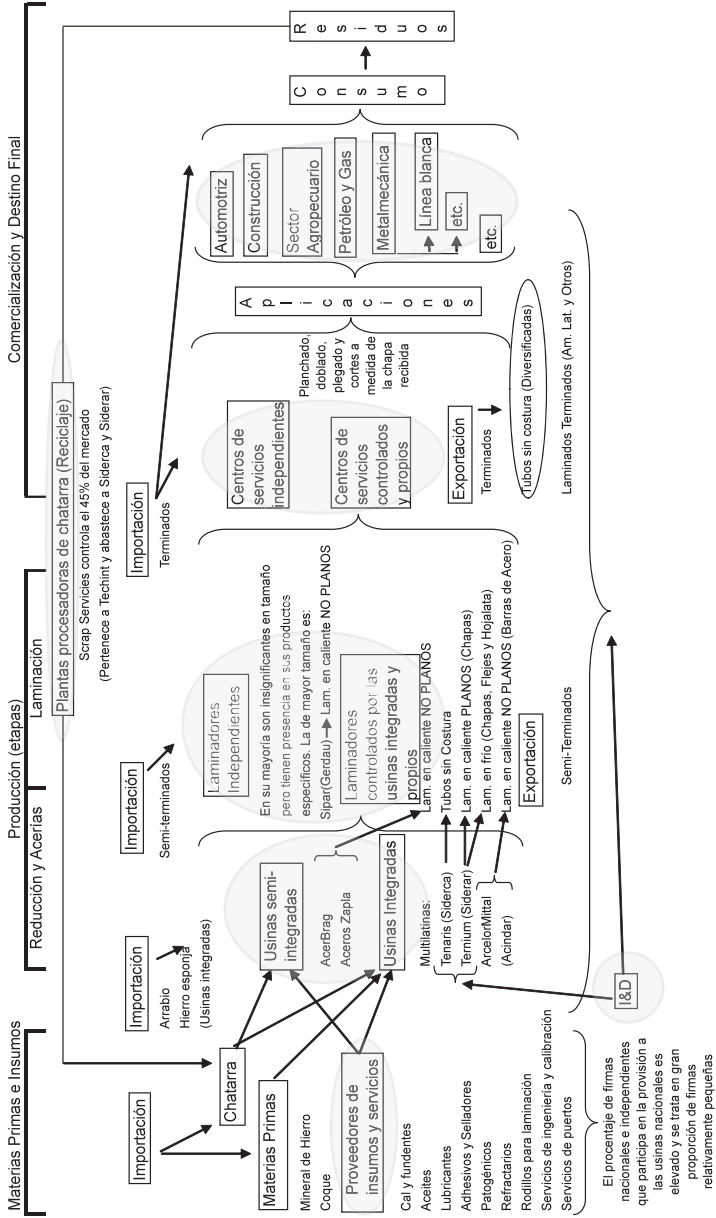 Materias Primas e Insumos
Producción (etapas)
Comercialización y Destino Final
Reducción y Acerías
Laminación
Plantas procesadoras de chatarra (Reciclaje)
Scrap Servicies controla el 45% del mercado
(Pertenece a Techint y abastece a Siderca y Siderar)
Importación
Chatarra
Materias Primas
Mineral de Hierro
Coque
Proveedores de
insumos y servicios
Cal y fundentes
Aceites
Lubricantes
Adhesivos y Selladores
Patogénicos
Refractarios
Rodillos para laminación
Servicios de ingeniería y calibración
Servicios de puertos
El procentaje de firmas
nacionales e independientes
que participa en la provisión a
las usinas nacionales es
elevado y se trata en gran
proporción de firmas
relativamente pequeñas
Importación
Arrabio
Hierro esponja
(Usinas integradas)
Usinas semi-
integradas
AcerBrag
Aceros Zapla
Usinas Integradas
Multilatinas:
Tenaris (Siderca)
Ternium (Siderar)
ArcelorMittal
(Acindar)
I&D
Importación
Semi-terminados
Laminadores
Independientes
En su mayoría son insignificantes en tamaño
pero tienen presencia en sus productos
específicos. La de mayor tamaño es:
Sipar(Gerdau) Lam. en caliente NO PLANOS
Laminadores
controlados por las
usinas integradas y
propios
Lam. en caliente NO PLANOS
Tubos sin Costura
Lam. en caliente PLANOS (Chapas)
Lam. en frío (Chapas, Flejes y Hojalata)
Lam. en caliente NO PLANOS (Barras de Acero)
Exportación
Semi-Terminados
Importación
Terminados
Centros de
servicios
independientes
Centros de
servicios
controlados
y propios
Planchado,
doblado,
plegado y
cortes a
medida de
la chapa
recibida
Exportación
Terminados
Tubos sin costura (Diversificadas)
Laminados Terminados (Am. Lat. y Otros)
Aplicaciones
Automotriz
Construcción
Sector
Agropecuario
Petróleo y Gas
Metalmecánica
Línea blanca
etc.
etc.
Consumo
Residuos